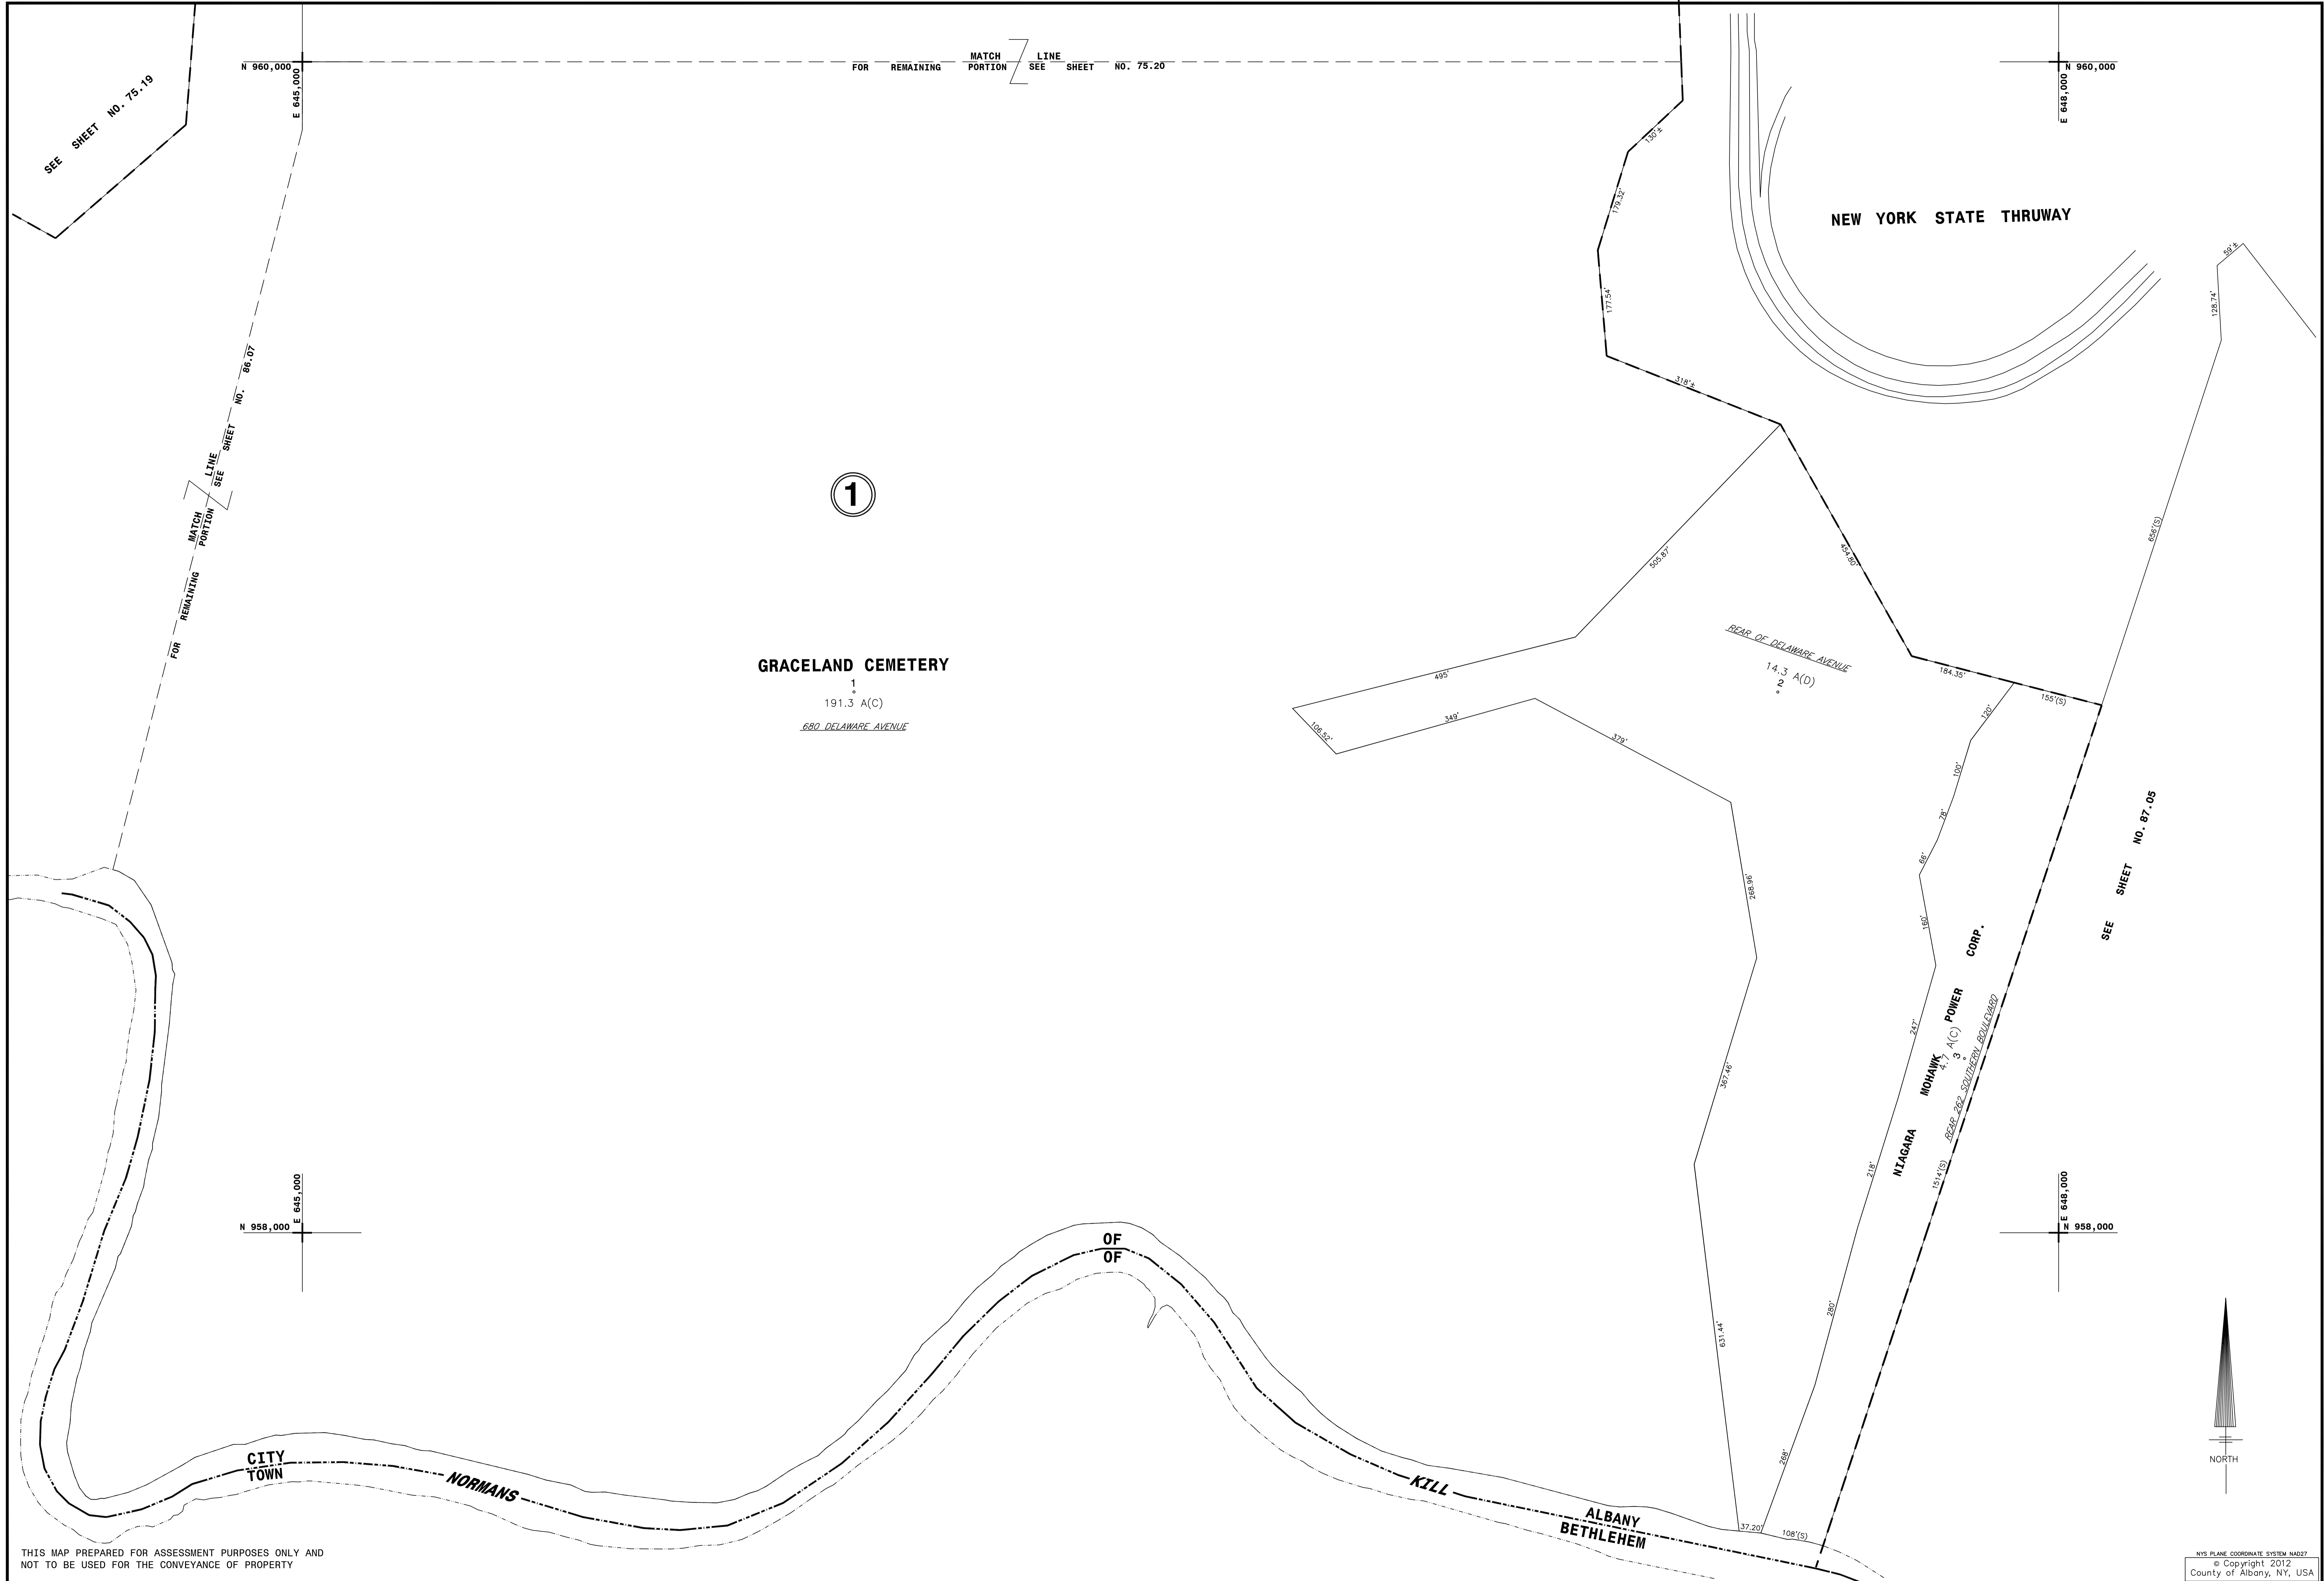 SEE SHEET NO. 75.19
N 960,000
E 645,000
MATCH LINE
FOR REMAINING PORTION SEE SHEET NO. 75.20
N 960,000
E 648,000
130'±
179.32'
177.54'
318'±
NEW YORK STATE THRUWAY
59'±
128.74'
656'(S)
MATCH LINE
FOR REMAINING PORTION SEE SHEET NO. 86.07
1
GRACELAND CEMETERY
1
191.3 A(C)
680 DELAWARE AVENUE
505.87'
454.80'
495'
349'
106.52'
379'
REAR OF DELAWARE AVENUE
14.3 A(D)
2
184.35'
155'(S)
120'
100'
78'
66'
160'
268.96'
247'
367.46'
218'
280'
631.44'
268'
37.20'
108'(S)
NIAGARA MOHAWK POWER CORP.
4.7 A(C)
3
REAR 262 SOUTHERN BOULEVARD
1514'(S)
SEE SHEET NO. 87.05
E 645,000
N 958,000
E 648,000
N 958,000
CITY
TOWN
NORMANS
OF
OF
KILL
ALBANY
BETHLEHEM
NORTH
THIS MAP PREPARED FOR ASSESSMENT PURPOSES ONLY AND
NOT TO BE USED FOR THE CONVEYANCE OF PROPERTY
NYS PLANE COORDINATE SYSTEM NAD27
© Copyright 2012
County of Albany, NY, USA